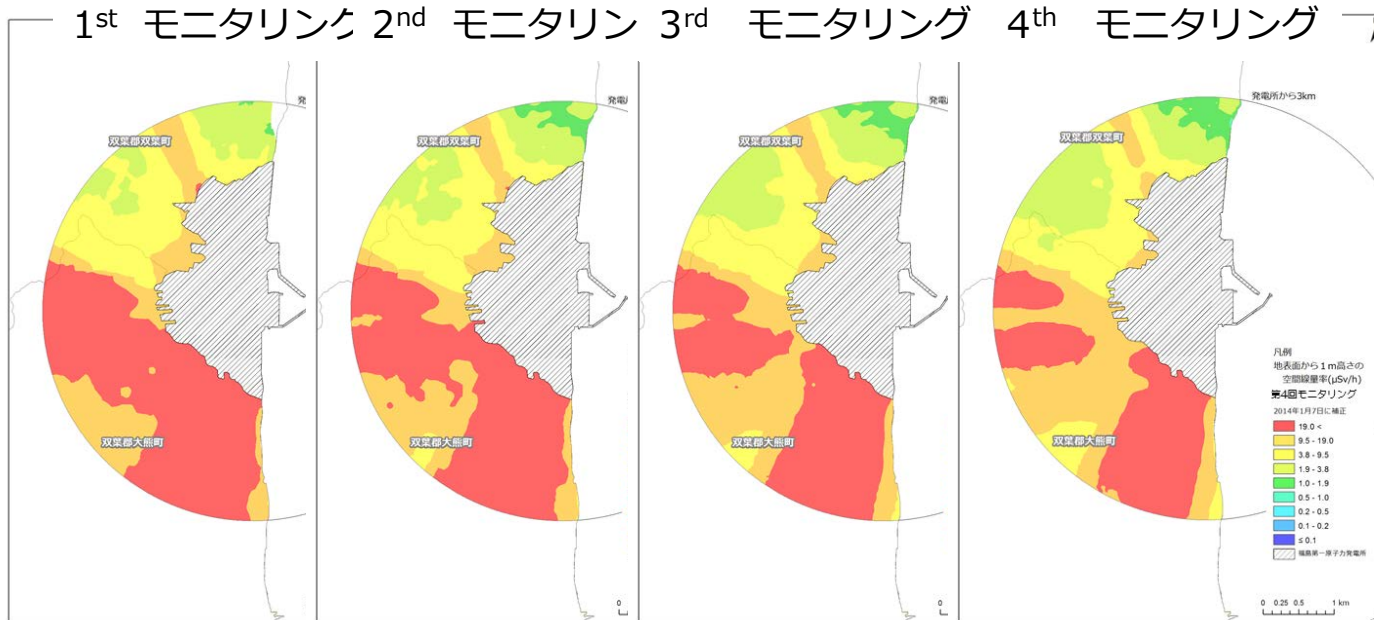 1st モニタリング
2nd モニタリン
3rd モニタリング
4th モニタリング
発
双葉郡双葉町
双葉郡大熊町
発電
双葉郡双葉町
双葉郡大熊町
0
発電
双葉郡双葉町
双葉郡大熊町
0
発電所から3km
双葉郡双葉町
双葉郡大熊町
凡例
地表面から1m高さの
空間線量率(μSv/h)
第4回モニタリング
2014年1月7日に補正
19.0 <
9.5 - 19.0
3.8 - 9.5
1.9 - 3.8
1.0 - 1.9
0.5 - 1.0
0.2 - 0.5
0.1 - 0.2
≤ 0.1
福島第一原子力発電所
0 0.25 0.5 1 km